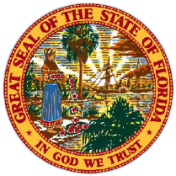 GREAT SEAL OF THE STATE OF FLORIDA
IN GOD WE TRUST